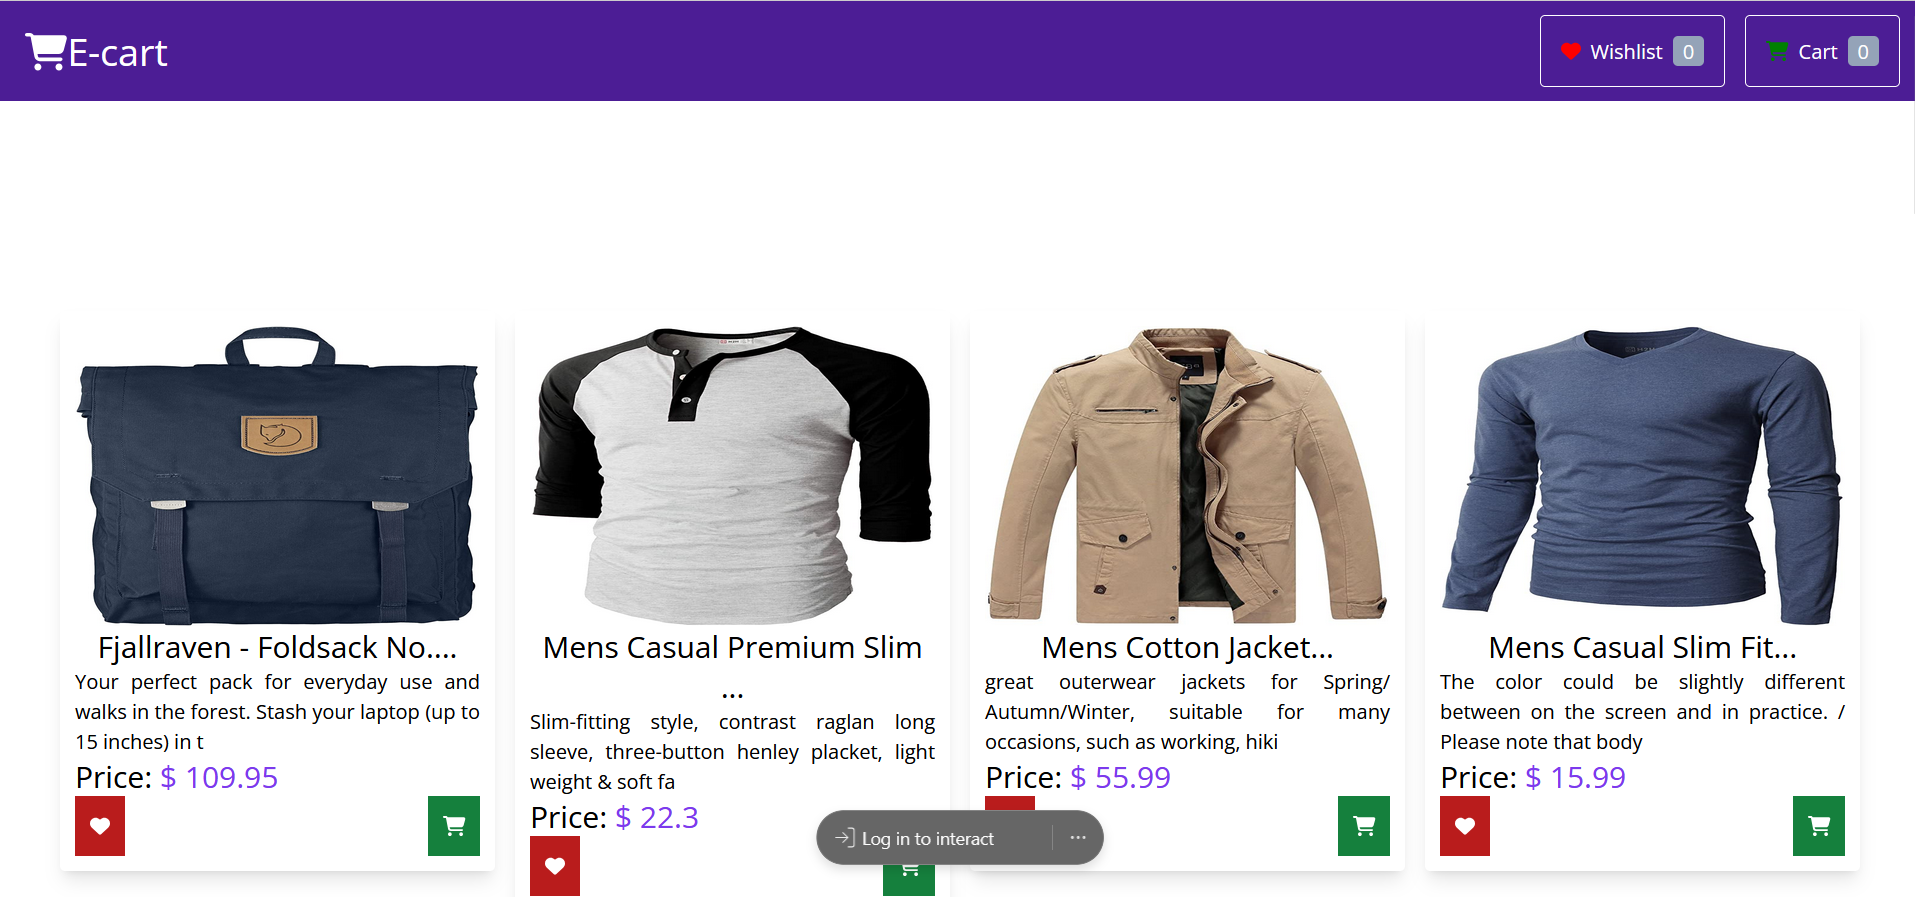 E-cart
Wishlist 0
Cart 0
Fjallraven - Foldsack No....
Your perfect pack for everyday use and
walks in the forest. Stash your laptop (up to
15 inches) in t
Price: $ 109.95
Mens Casual Premium Slim
...
Slim-fitting style, contrast raglan long
sleeve, three-button henley placket, light
weight & soft fa
Price: $ 22.3
Mens Cotton Jacket...
great outerwear jackets for Spring/
Autumn/Winter, suitable for many
occasions, such as working, hiki
Price: $ 55.99
Mens Casual Slim Fit...
The color could be slightly different
between on the screen and in practice. /
Please note that body
Price: $ 15.99
Log in to interact